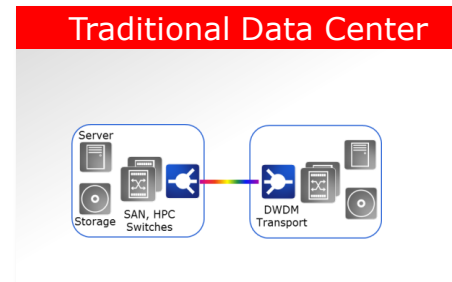 Traditional Data Center
Server
Storage
SAN, HPC
Switches
DWDM
Transport